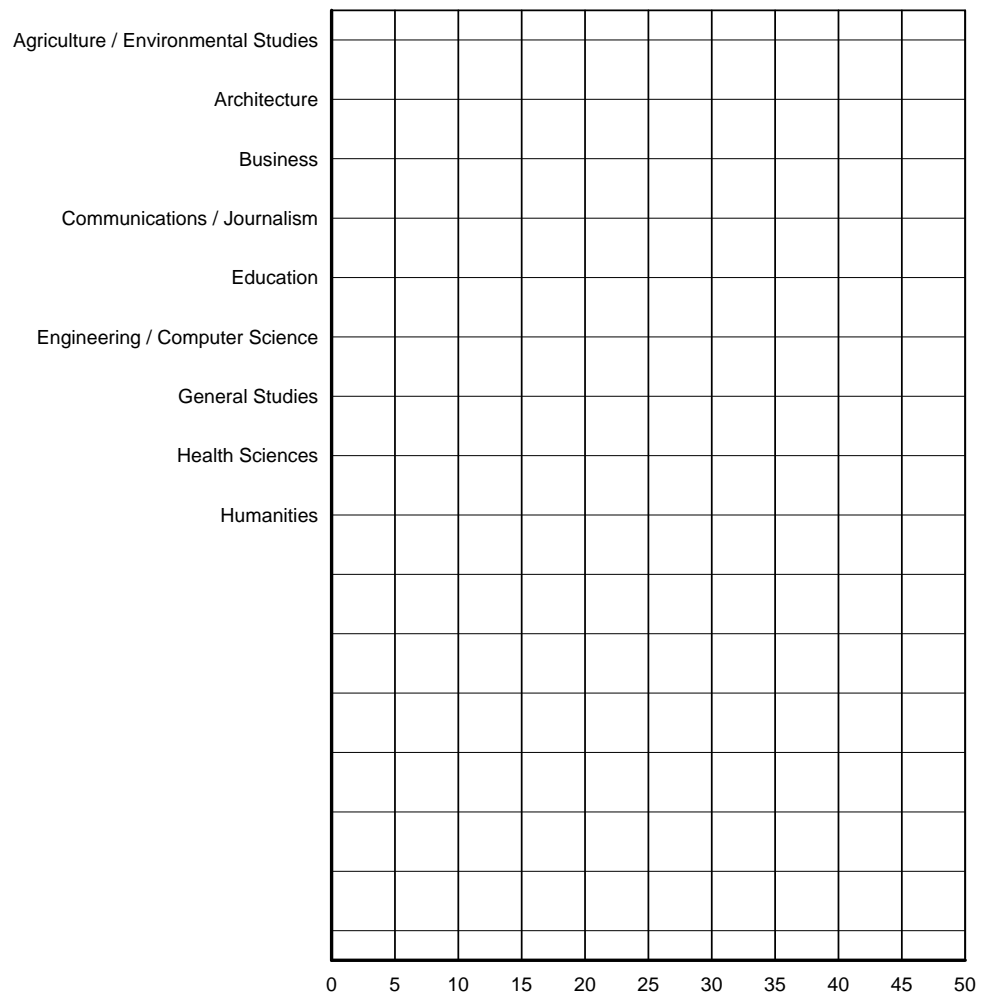 Agriculture / Environmental Studies
Architecture
Business
Communications / Journalism
Education
Engineering / Computer Science
General Studies
Health Sciences
Humanities
0 5 10 15 20 25 30 35 40 45 50